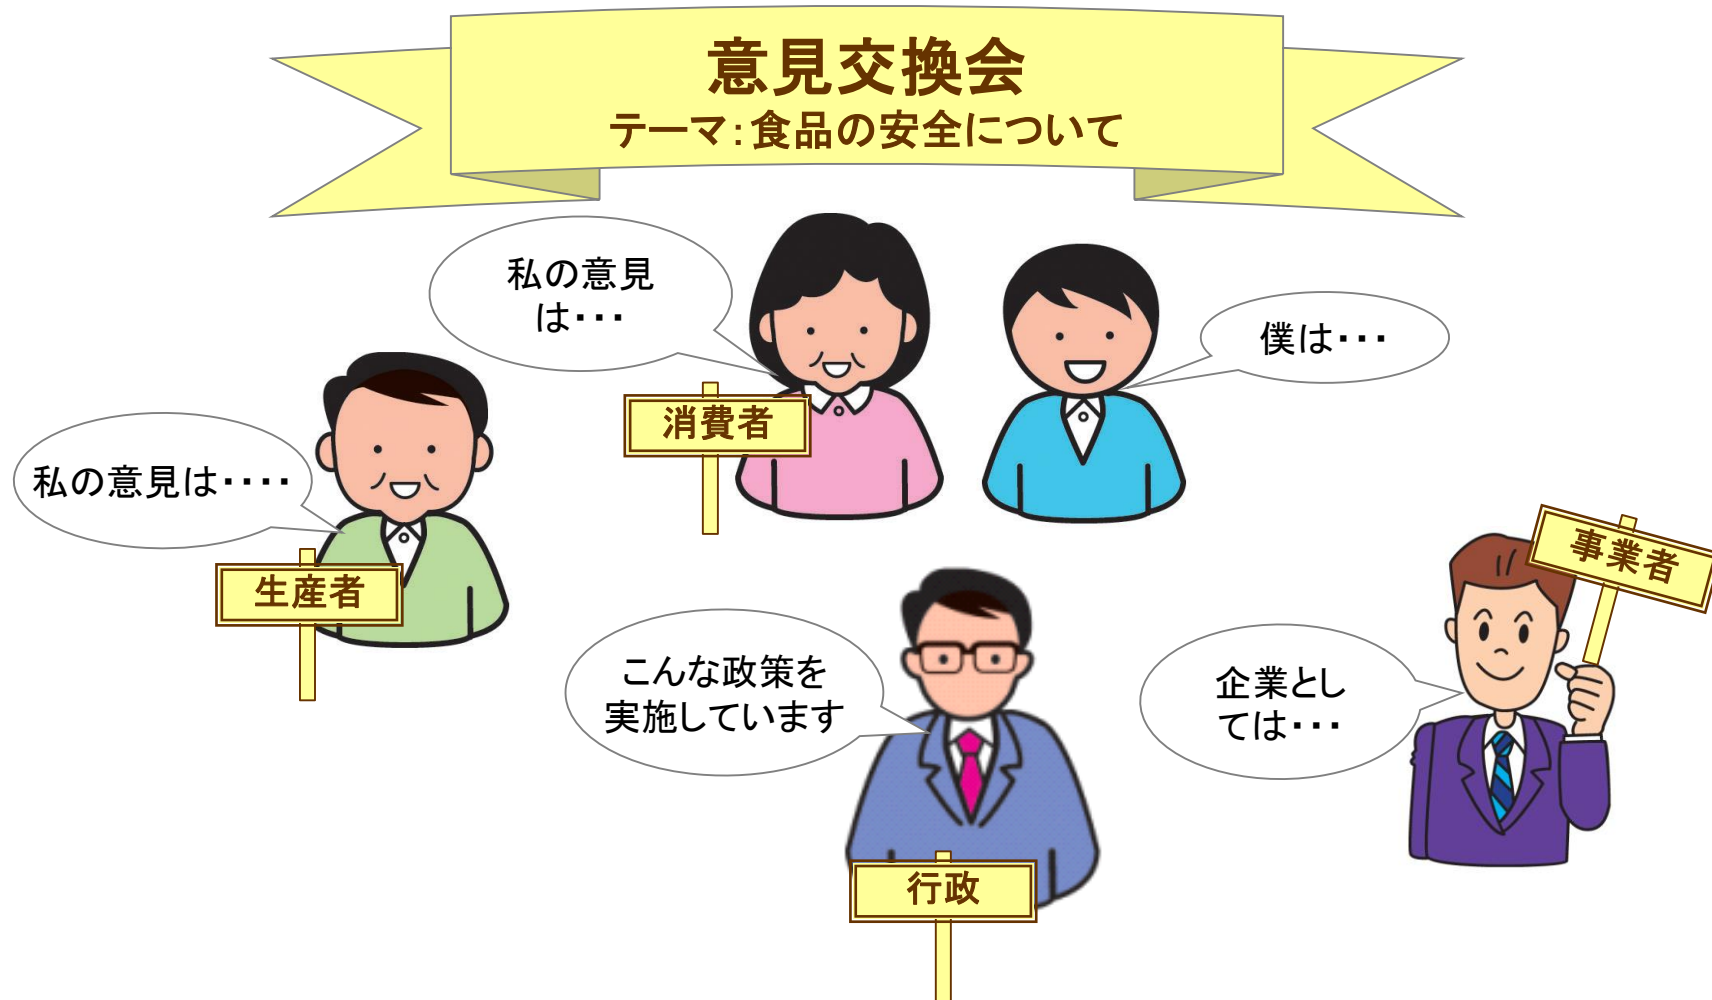 意見交換会
テーマ：食品の安全について
私の意見
は・・・
僕は・・・
消費者
私の意見は・・・・
生産者
事業者
こんな政策を
実施しています
企業とし
ては・・・
行政